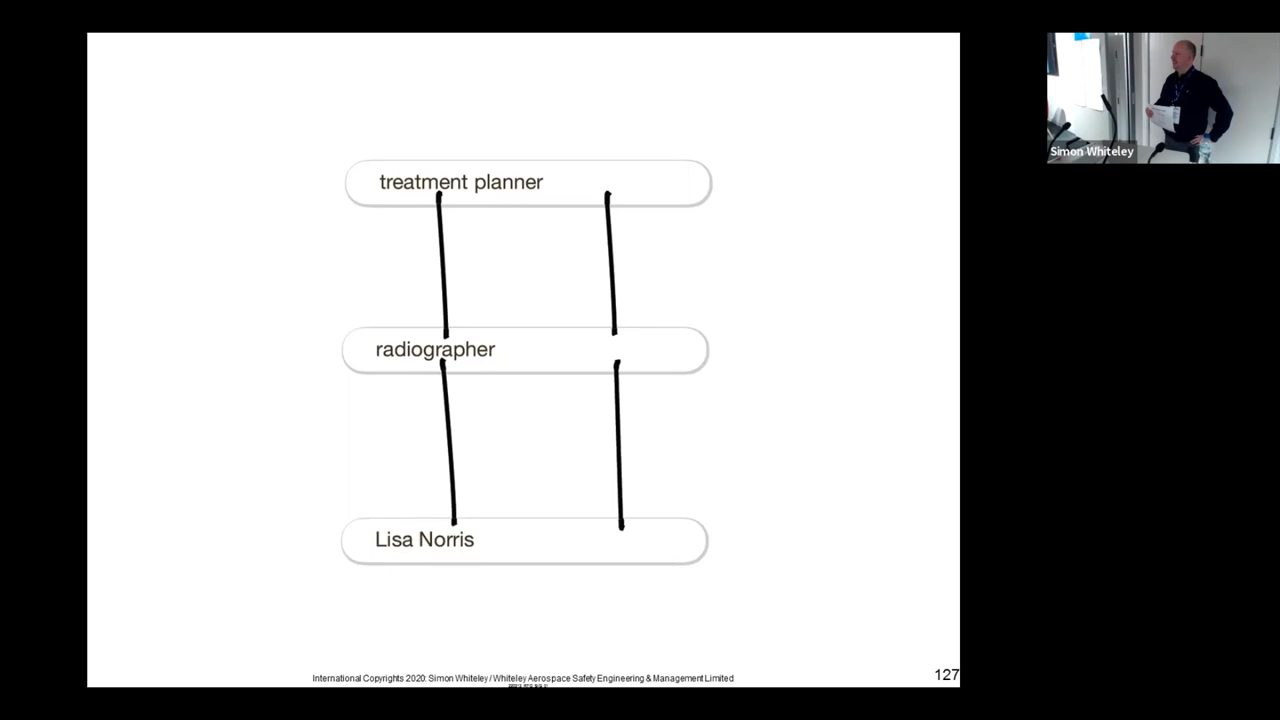 treatment planner
Simon Whiteley
radiographer
Lisa Norris
International Copyrights 2020: Simon Whiteley / Whiteley Aerospace Safety Engineering & Management Limited
127